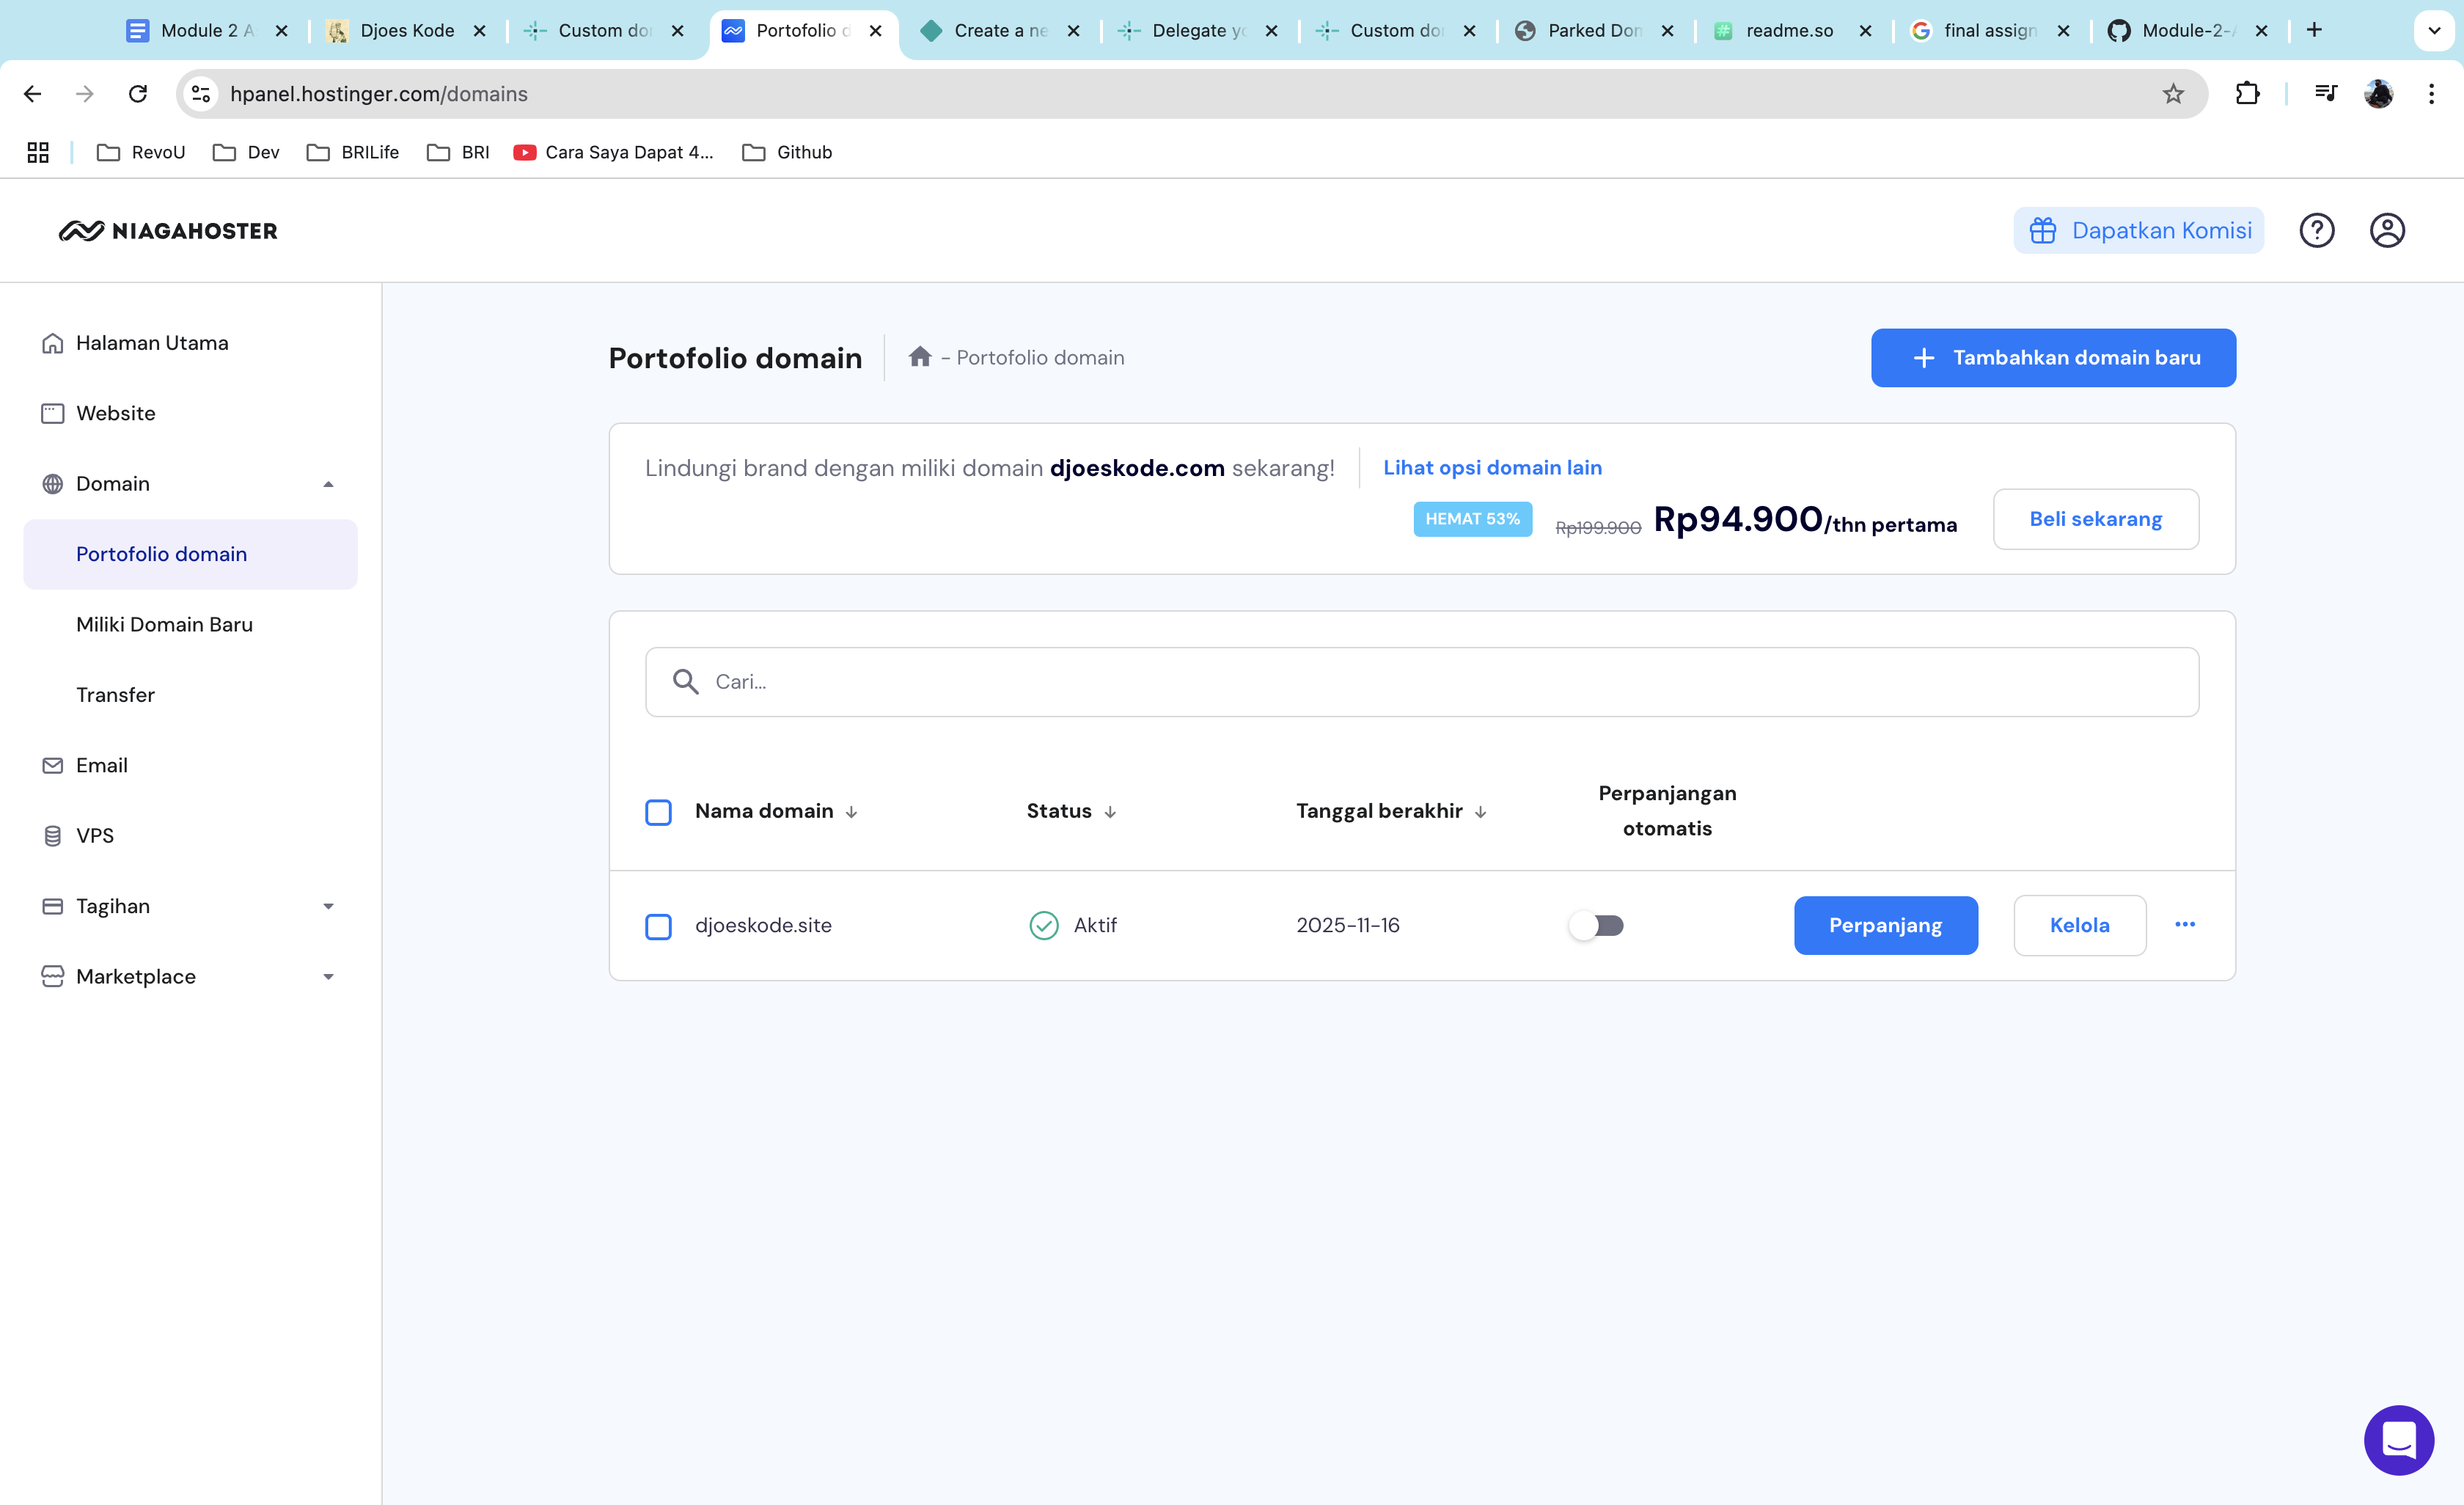 Module 2 A
Djoes Kode
Custom do
Portofolio d
Create a ne
Delegate yo
Custom do
Parked Dom
readme.so
final assign
Module-2-
hpanel.hostinger.com/domains
RevoU
Dev
BRILife
BRI
Cara Saya Dapat 4...
Github
NIAGAHOSTER
Dapatkan Komisi
Halaman Utama
Website
Domain
Portofolio domain
Miliki Domain Baru
Transfer
Email
VPS
Tagihan
Marketplace
Portofolio domain
- Portofolio domain
+ Tambahkan domain baru
Lindungi brand dengan miliki domain djoeskode.com sekarang!
Lihat opsi domain lain
HEMAT 53%
Rp199.900
Rp94.900/thn pertama
Beli sekarang
Cari...
Nama domain
Status
Tanggal berakhir
Perpanjangan
otomatis
djoeskode.site
Aktif
2025-11-16
Perpanjang
Kelola